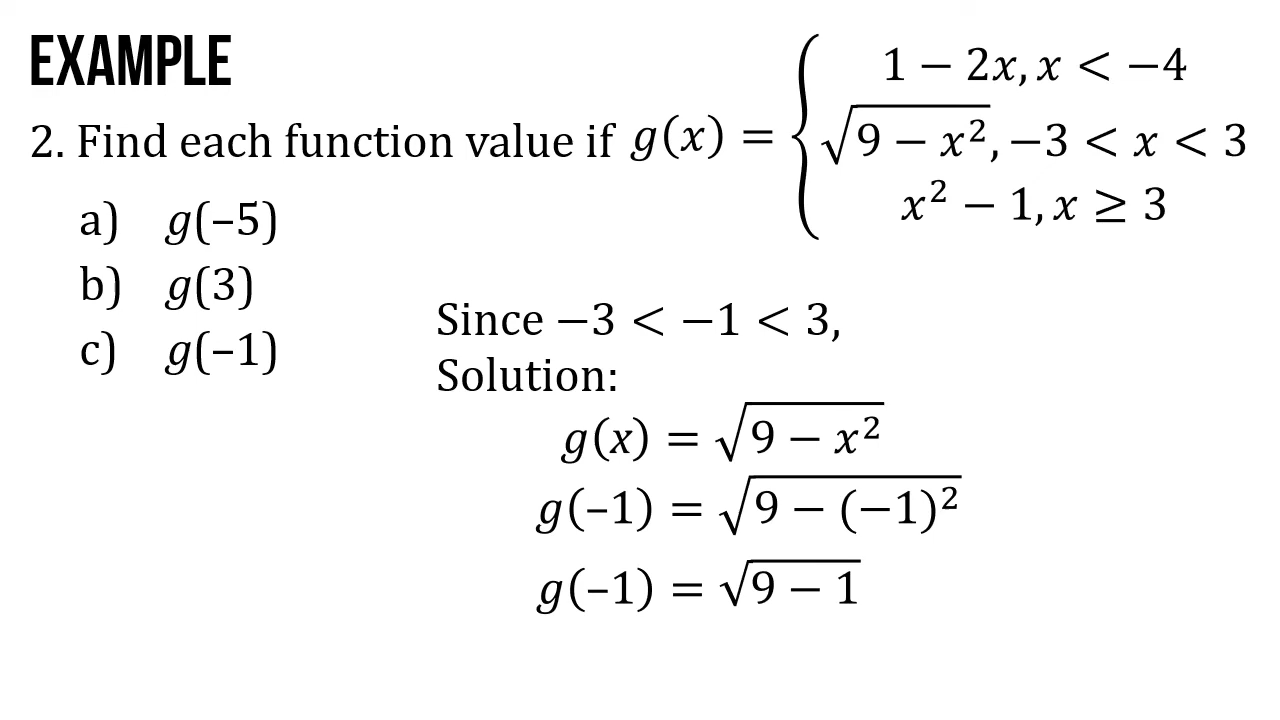 EXAMPLE
2. Find each function value if g(x) = { 1 − 2x, x < −4
√(9 − x²), −3 < x < 3
x² − 1, x ≥ 3
a) g(–5)
b) g(3)
c) g(–1)
Since −3 < −1 < 3,
Solution:
g(x) = √(9 − x²)
g(–1) = √(9 − (−1)²)
g(–1) = √(9 − 1)